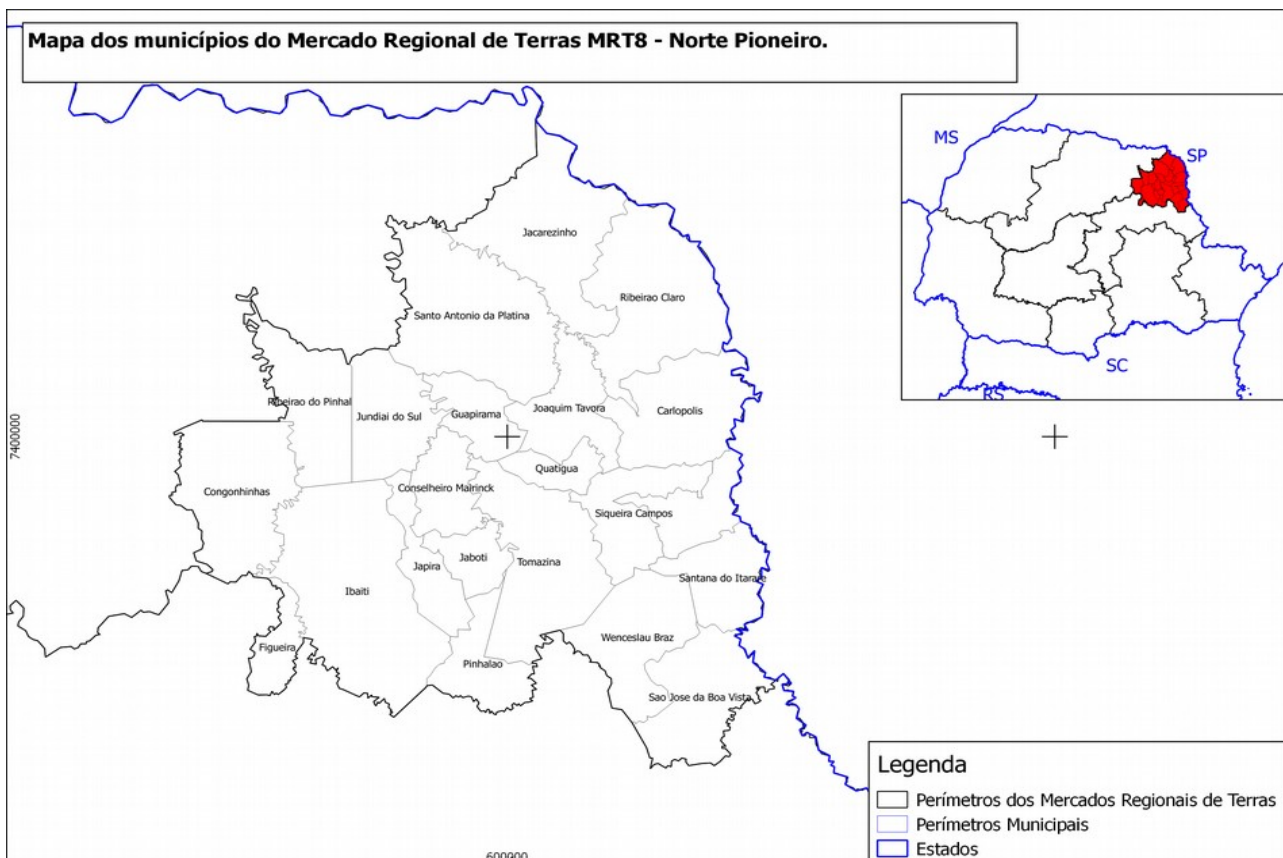 Mapa dos municípios do Mercado Regional de Terras MRT8 - Norte Pioneiro.
MS
SP
SC
RS
Jacarezinho
Ribeirao Claro
Santo Antonio da Platina
Ribeirao do Pinhal
Jundiai do Sul
Guapirama
Joaquim Tavora
Carlopolis
7400000
Quatigua
Congonhinhas
Conselheiro Mairinck
Siqueira Campos
Japira
Jaboti
Tomazina
Santana do Itarare
Ibaiti
Wenceslau Braz
Figueira
Pinhalao
Sao Jose da Boa Vista
Legenda
Perímetros dos Mercados Regionais de Terras
Perímetros Municipais
Estados